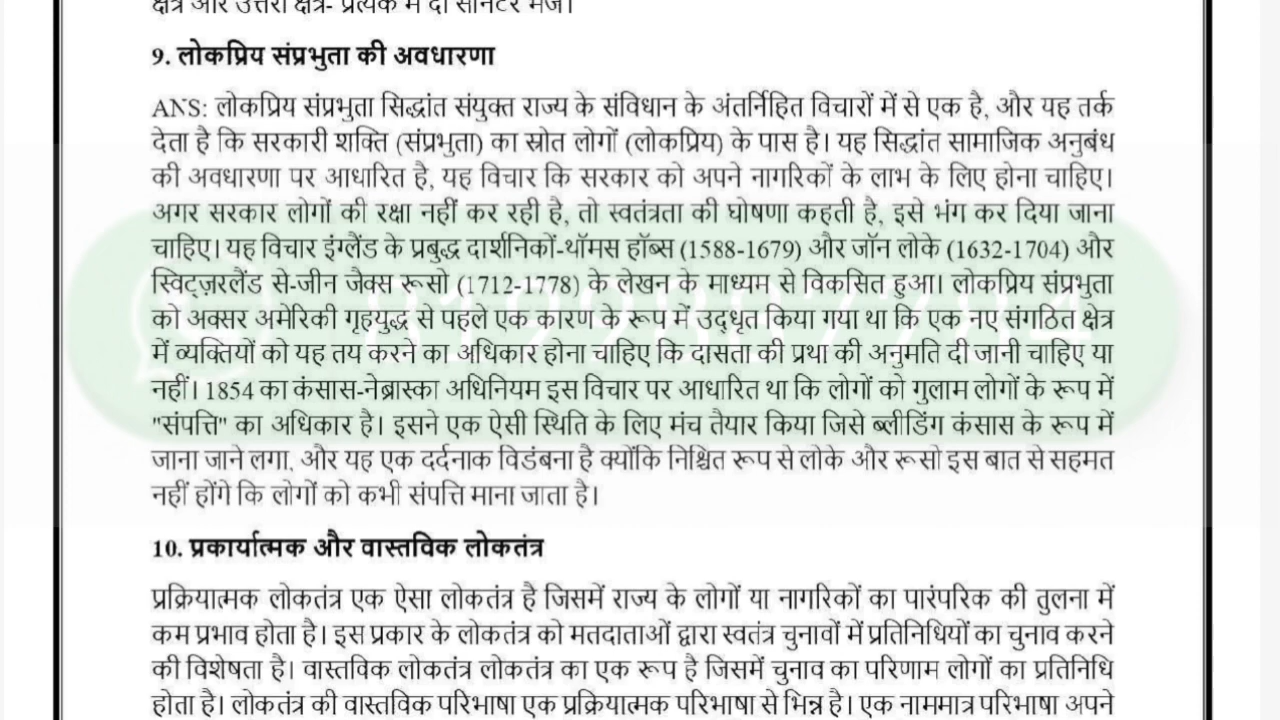 क्षेत्र और उत्तरी क्षेत्र- प्रत्येक में दो सीनेटर भेजे।
9. लोकप्रिय संप्रभुता की अवधारणा
ANS: लोकप्रिय संप्रभुता सिद्धांत संयुक्त राज्य के संविधान के अंतर्निहित विचारों में से एक है, और यह तर्क
देता है कि सरकारी शक्ति (संप्रभुता) का स्रोत लोगों (लोकप्रिय) के पास है। यह सिद्धांत सामाजिक अनुबंध
की अवधारणा पर आधारित है, यह विचार कि सरकार को अपने नागरिकों के लाभ के लिए होना चाहिए।
अगर सरकार लोगों की रक्षा नहीं कर रही है, तो स्वतंत्रता की घोषणा कहती है, इसे भंग कर दिया जाना
चाहिए। यह विचार इंग्लैंड के प्रबुद्ध दार्शनिकों-थॉमस हॉब्स (1588-1679) और जॉन लोके (1632-1704) और
स्विट्ज़रलैंड से-जीन जैक्स रूसो (1712-1778) के लेखन के माध्यम से विकसित हुआ। लोकप्रिय संप्रभुता
को अक्सर अमेरिकी गृहयुद्ध से पहले एक कारण के रूप में उद्धृत किया गया था कि एक नए संगठित क्षेत्र
में व्यक्तियों को यह तय करने का अधिकार होना चाहिए कि दासता की प्रथा की अनुमति दी जानी चाहिए या
नहीं। 1854 का कंसास-नेब्रास्का अधिनियम इस विचार पर आधारित था कि लोगों को गुलाम लोगों के रूप में
"संपत्ति" का अधिकार है। इसने एक ऐसी स्थिति के लिए मंच तैयार किया जिसे ब्लीडिंग कंसास के रूप में
जाना जाने लगा, और यह एक दर्दनाक विडंबना है क्योंकि निश्चित रूप से लोके और रूसो इस बात से सहमत
नहीं होंगे कि लोगों को कभी संपत्ति माना जाता है।
10. प्रकार्यात्मक और वास्तविक लोकतंत्र
प्रक्रियात्मक लोकतंत्र एक ऐसा लोकतंत्र है जिसमें राज्य के लोगों या नागरिकों का पारंपरिक की तुलना में
कम प्रभाव होता है। इस प्रकार के लोकतंत्र को मतदाताओं द्वारा स्वतंत्र चुनावों में प्रतिनिधियों का चुनाव करने
की विशेषता है। वास्तविक लोकतंत्र लोकतंत्र का एक रूप है जिसमें चुनाव का परिणाम लोगों का प्रतिनिधि
होता है। लोकतंत्र की वास्तविक परिभाषा एक प्रक्रियात्मक परिभाषा से भिन्न है। एक नाममात्र परिभाषा अपने